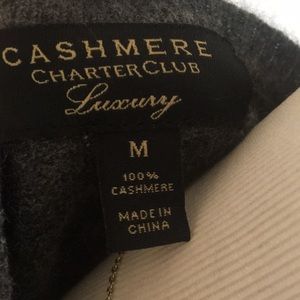 CASHMERE
CHARTER CLUB
Luxury
M
100%
CASHMERE
MADE IN
CHINA